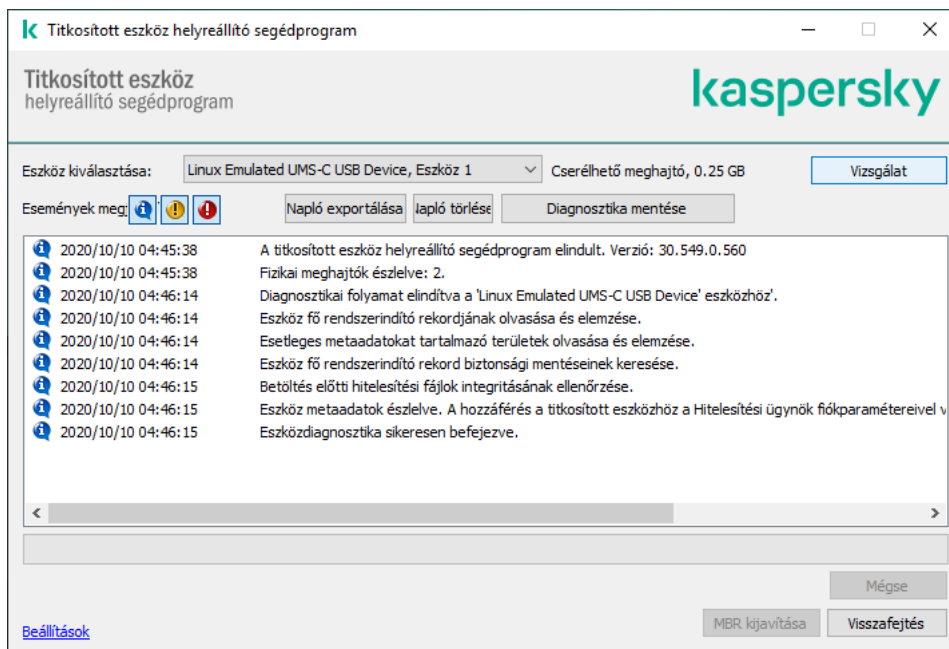 Titkosított eszköz helyreállító segédprogram
Titkosított eszköz
helyreállító segédprogram
kaspersky
Eszköz kiválasztása: Linux Emulated UMS-C USB Device, Eszköz 1 Cserélhető meghajtó, 0.25 GB Vizsgálat
Események meg Napló exportálása Napló törlése Diagnosztika mentése
2020/10/10 04:45:38 A titkosított eszköz helyreállító segédprogram elindult. Verzió: 30.549.0.560
2020/10/10 04:45:38 Fizikai meghajtók észlelve: 2.
2020/10/10 04:46:14 Diagnosztikai folyamat elindítva a 'Linux Emulated UMS-C USB Device' eszközhöz'.
2020/10/10 04:46:14 Eszköz fő rendszerindító rekordjának olvasása és elemzése.
2020/10/10 04:46:14 Esetleges metaadatokat tartalmazó területek olvasása és elemzése.
2020/10/10 04:46:14 Eszköz fő rendszerindító rekord biztonsági mentéseinek keresése.
2020/10/10 04:46:15 Betöltés előtti hitelesítési fájlok integritásának ellenőrzése.
2020/10/10 04:46:15 Eszköz metaadatok észlelve. A hozzáférés a titkosított eszközhöz a Hitelesítési ügynök fiókparamétereivel v
2020/10/10 04:46:15 Eszközdiagnosztika sikeresen befejezve.
Mégse
Beállítások MBR kijavítása Visszafejtés